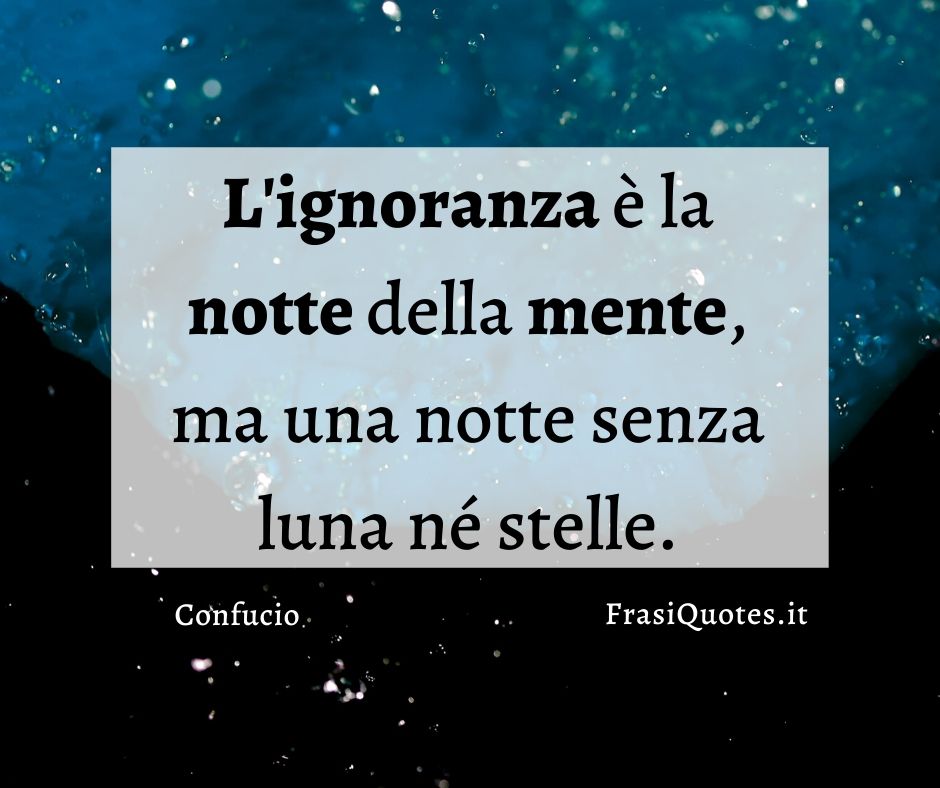 L'ignoranza è la
notte della mente,
ma una notte senza
luna né stelle.
Confucio
FrasiQuotes.it